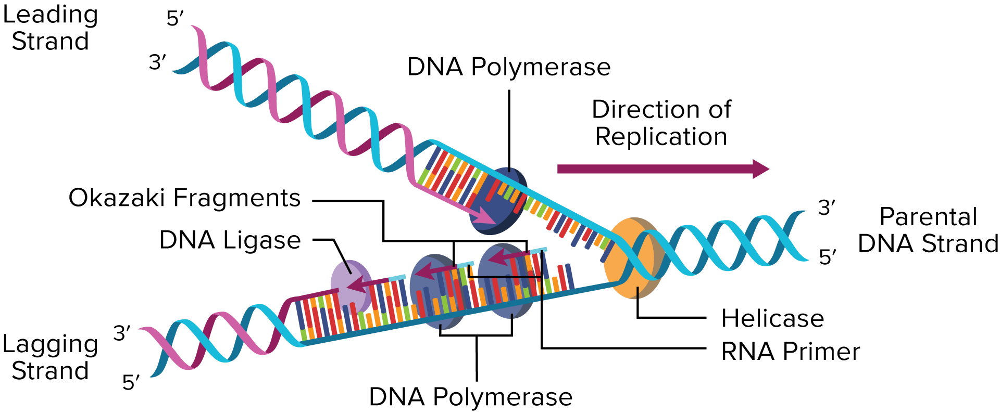 Leading
Strand
5′
3′
DNA Polymerase
Direction of
Replication
Okazaki Fragments
DNA Ligase
3′
5′
Parental
DNA Strand
Helicase
RNA Primer
3′
5′
Lagging
Strand
DNA Polymerase